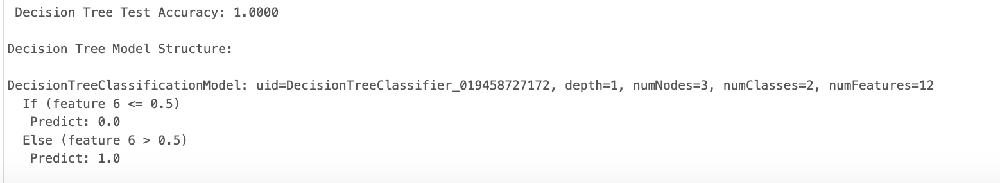 Decision Tree Test Accuracy: 1.0000
Decision Tree Model Structure:
DecisionTreeClassificationModel: uid=DecisionTreeClassifier_019458727172, depth=1, numNodes=3, numClasses=2, numFeatures=12
If (feature 6 <= 0.5)
Predict: 0.0
Else (feature 6 > 0.5)
Predict: 1.0